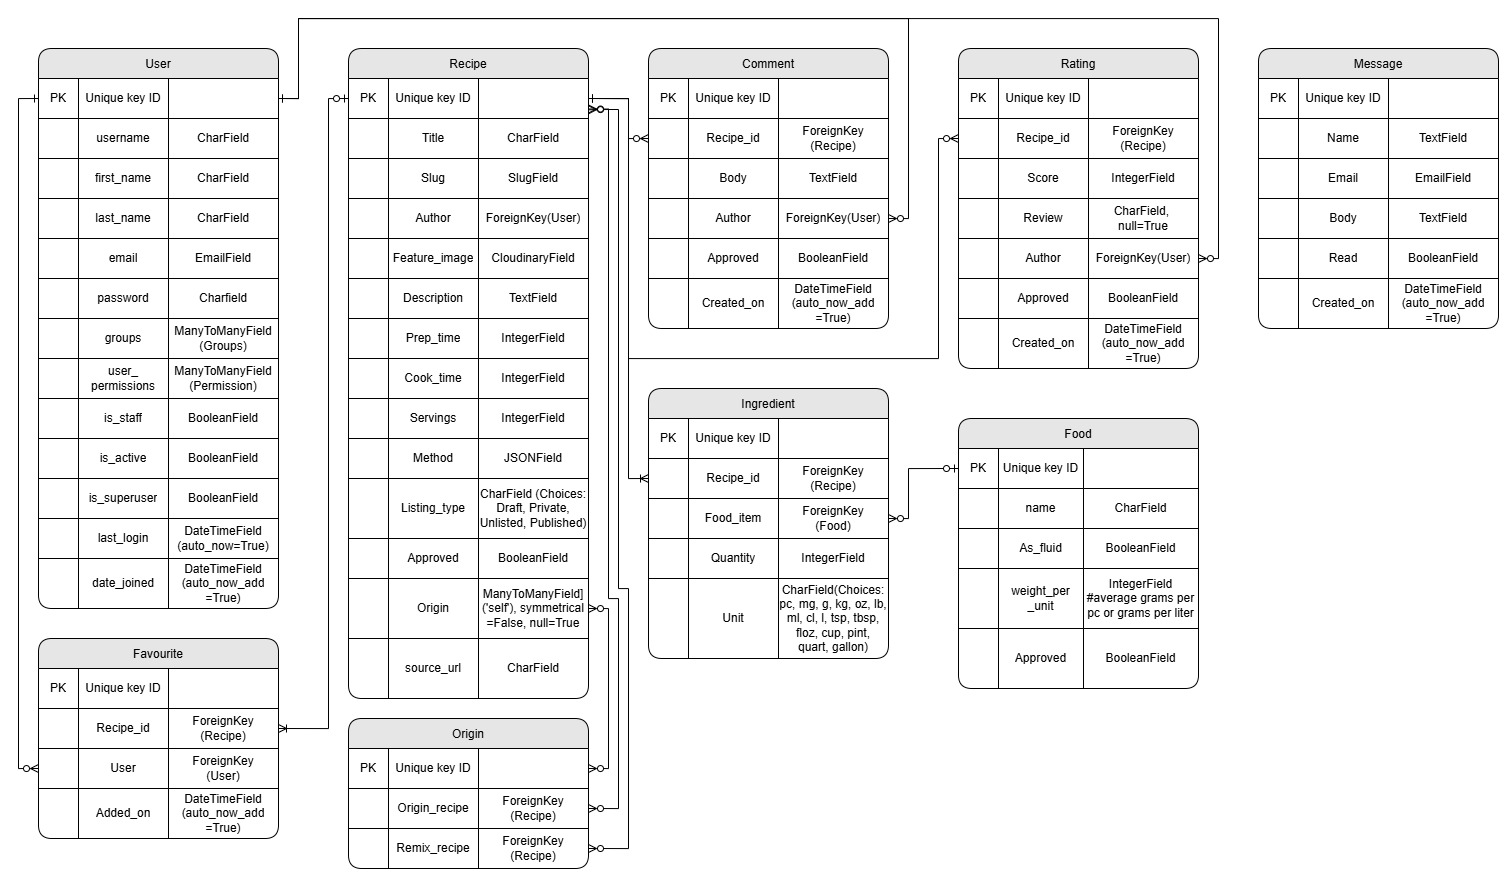 User
PK Unique key ID
username CharField
first_name CharField
last_name CharField
email EmailField
password Charfield
groups ManyToManyField
(Groups)
user_
permissions
ManyToManyField
(Permission)
is_staff BooleanField
is_active BooleanField
is_superuser BooleanField
last_login DateTimeField
(auto_now=True)
date_joined DateTimeField
(auto_now_add
=True)
Favourite
PK Unique key ID
Recipe_id ForeignKey
(Recipe)
User ForeignKey
(User)
Added_on DateTimeField
(auto_now_add
=True)
Recipe
PK Unique key ID
Title CharField
Slug SlugField
Author ForeignKey(User)
Feature_image CloudinaryField
Description TextField
Prep_time IntegerField
Cook_time IntegerField
Servings IntegerField
Method JSONField
Listing_type CharField (Choices:
Draft, Private,
Unlisted, Published)
Approved BooleanField
Origin ManyToManyField]
('self'), symmetrical
=False, null=True
source_url CharField
Origin
PK Unique key ID
Origin_recipe ForeignKey
(Recipe)
Remix_recipe ForeignKey
(Recipe)
Comment
PK Unique key ID
Recipe_id ForeignKey
(Recipe)
Body TextField
Author ForeignKey(User)
Approved BooleanField
Created_on DateTimeField
(auto_now_add
=True)
Ingredient
PK Unique key ID
Recipe_id ForeignKey
(Recipe)
Food_item ForeignKey
(Food)
Quantity IntegerField
Unit CharField(Choices:
pc, mg, g, kg, oz, lb,
ml, cl, l, tsp, tbsp,
floz, cup, pint,
quart, gallon)
Rating
PK Unique key ID
Recipe_id ForeignKey
(Recipe)
Score IntegerField
Review CharField,
null=True
Author ForeignKey(User)
Approved BooleanField
Created_on DateTimeField
(auto_now_add
=True)
Food
PK Unique key ID
name CharField
As_fluid BooleanField
weight_per
_unit
IntegerField
#average grams per
pc or grams per liter
Approved BooleanField
Message
PK Unique key ID
Name TextField
Email EmailField
Body TextField
Read BooleanField
Created_on DateTimeField
(auto_now_add
=True)